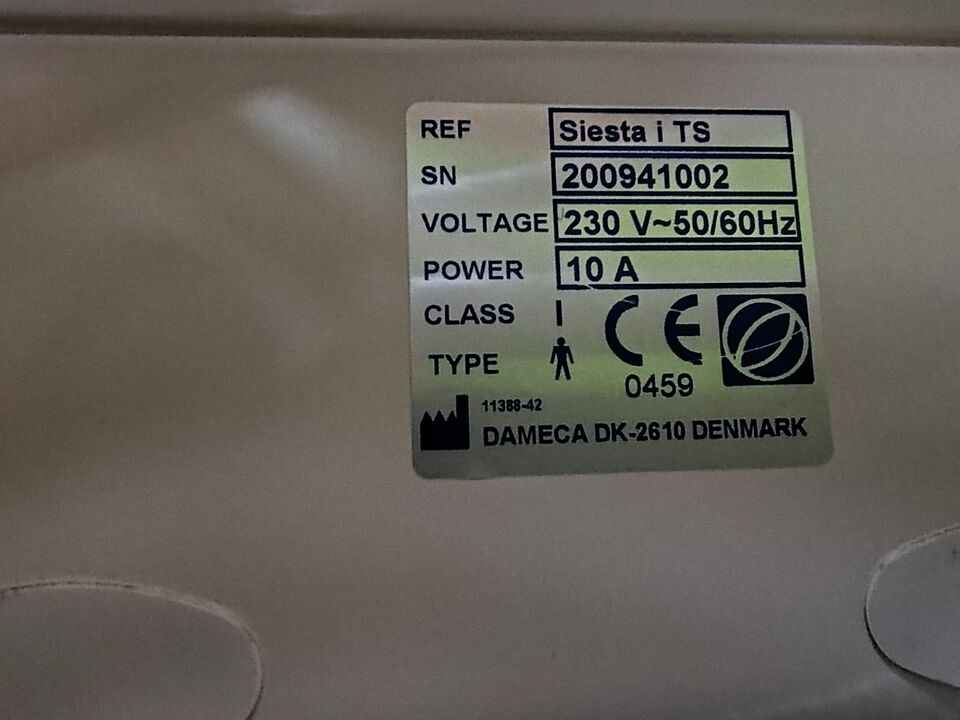 REF Siesta i TS
SN 200941002
VOLTAGE 230 V~50/60Hz
POWER 10 A
CLASS I
TYPE
CE
0459
11388-42
DAMECA DK-2610 DENMARK